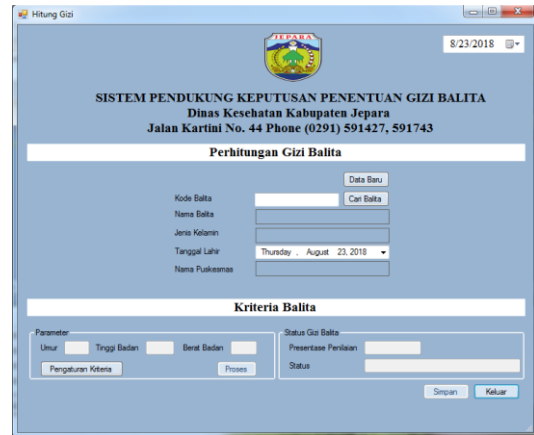 Hitung Gizi
JEPARA
8/23/2018
SISTEM PENDUKUNG KEPUTUSAN PENENTUAN GIZI BALITA
Dinas Kesehatan Kabupaten Jepara
Jalan Kartini No. 44 Phone (0291) 591427, 591743
Perhitungan Gizi Balita
Data Baru
Kode Balita Cari Balita
Nama Balita
Jenis Kelamin
Tanggal Lahir Thursday , August 23, 2018
Nama Puskesmas
Kriteria Balita
Parameter Status Gizi Balita
Umur Tinggi Badan Berat Badan Presentase Penilaian
Pengaturan Kriteria Proses Status
Simpan Keluar